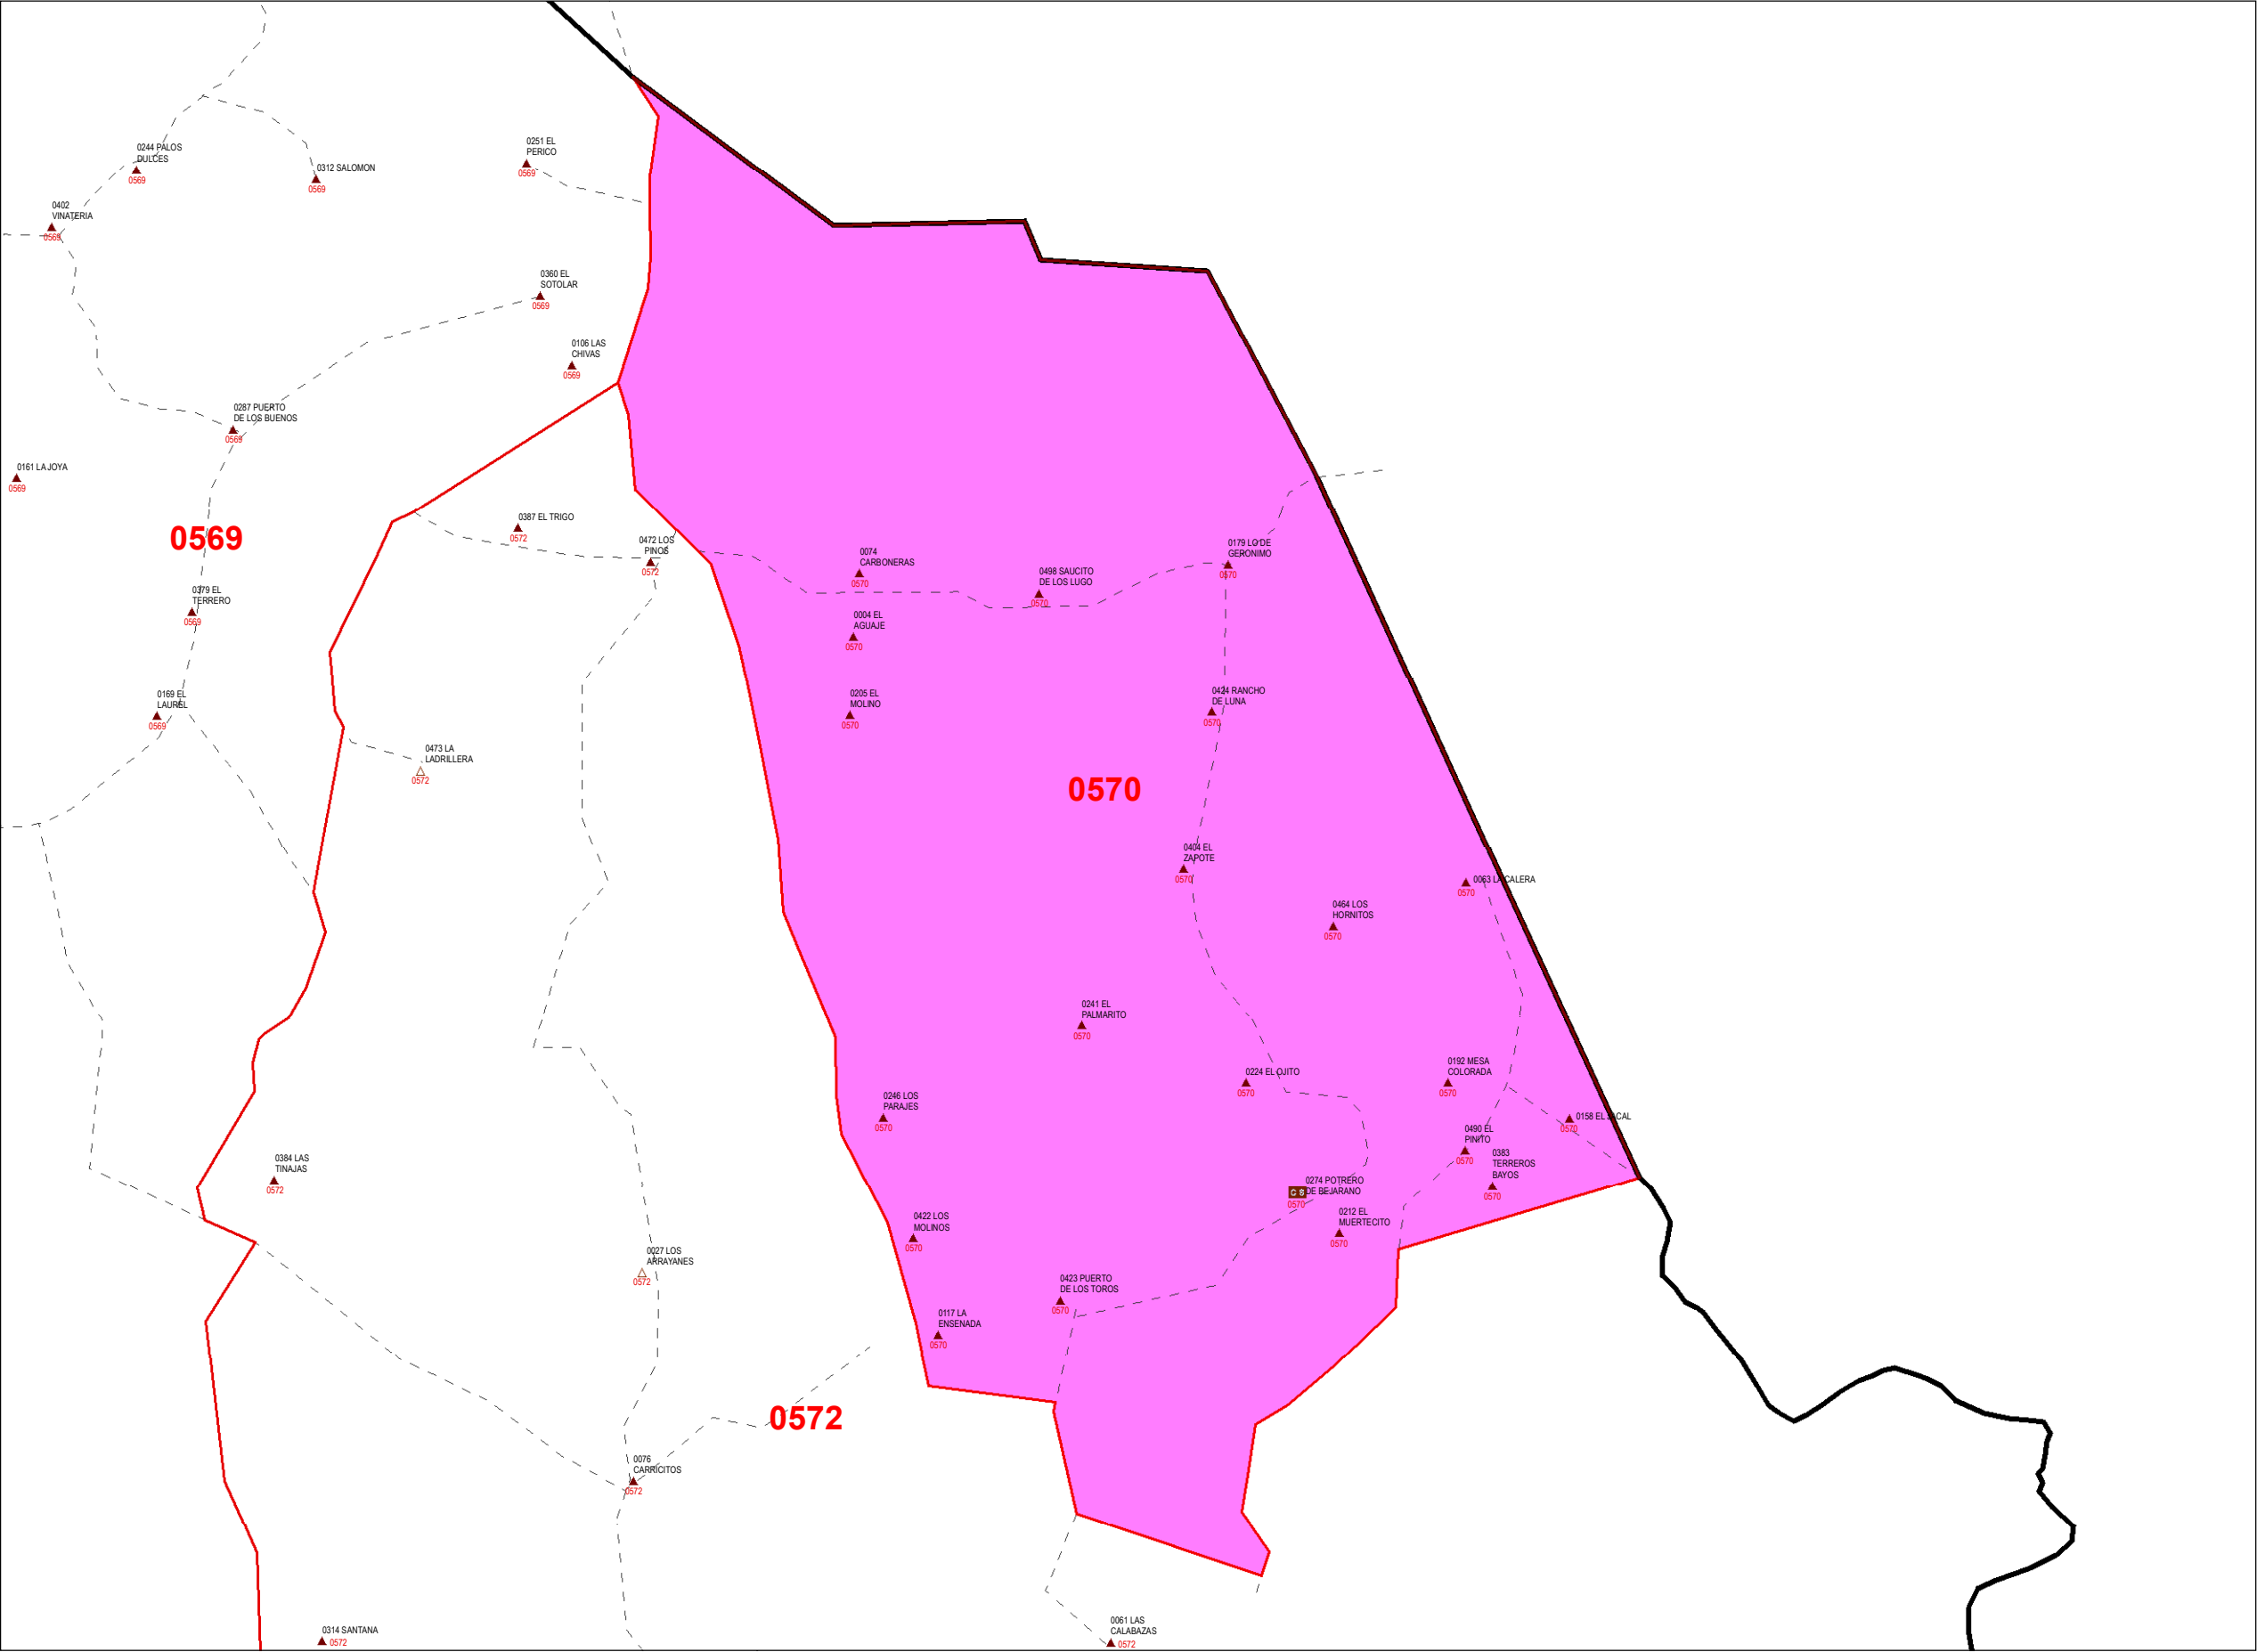 0244 PALOS
DULCES
0569
0312 SALOMON
0569
0251 EL
PERICO
0569
0402
VINATERIA
0569
0360 EL
SOTOLAR
0569
0106 LAS
CHIVAS
0569
0287 PUERTO
DE LOS BUENOS
0569
0161 LA JOYA
0569
0569
0387 EL TRIGO
0572
0472 LOS
PINOS
0572
0074
CARBONERAS
0570
0498 SAUCITO
DE LOS LUGO
0570
0179 LO DE
GERONIMO
0570
0379 EL
TERRERO
0569
0004 EL
AGUAJE
0570
0169 EL
LAUREL
0569
0205 EL
MOLINO
0570
0424 RANCHO
DE LUNA
0570
0473 LA
LADRILLERA
0572
0570
0404 EL
ZAPOTE
0570
0063 LA CALERA
0570
0464 LOS
HORNITOS
0570
0241 EL
PALMARITO
0570
0224 EL OJITO
0570
0192 MESA
COLORADA
0570
0246 LOS
PARAJES
0570
0158 EL JACAL
0570
0490 EL
PINITO
0570
0383
TERREROS
BAYOS
0570
0384 LAS
TINAJAS
0572
0274 POTRERO
DE BEJARANO
0570
0212 EL
MUERTECITO
0570
0422 LOS
MOLINOS
0570
0027 LOS
ARRAYANES
0572
0423 PUERTO
DE LOS TOROS
0570
0117 LA
ENSENADA
0570
0572
0076
CARRICITOS
0572
0314 SANTANA
0572
0061 LAS
CALABAZAS
0572